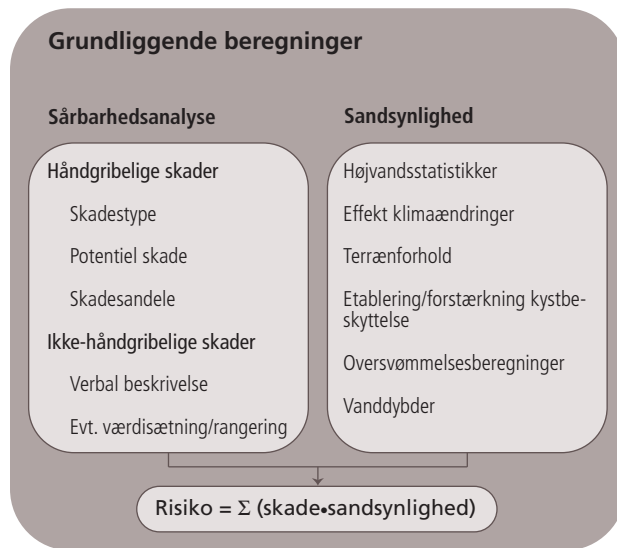 Grundliggende beregninger
Sårbarhedsanalyse
Håndgribelige skader
Skadestype
Potentiel skade
Skadesandele
Ikke-håndgribelige skader
Verbal beskrivelse
Evt. værdisætning/rangering
Sandsynlighed
Højvandsstatistikker
Effekt klimaændringer
Terrænforhold
Etablering/forstærkning kystbe-
skyttelse
Oversvømmelsesberegninger
Vanddybder
Risiko = Σ (skade•sandsynlighed)